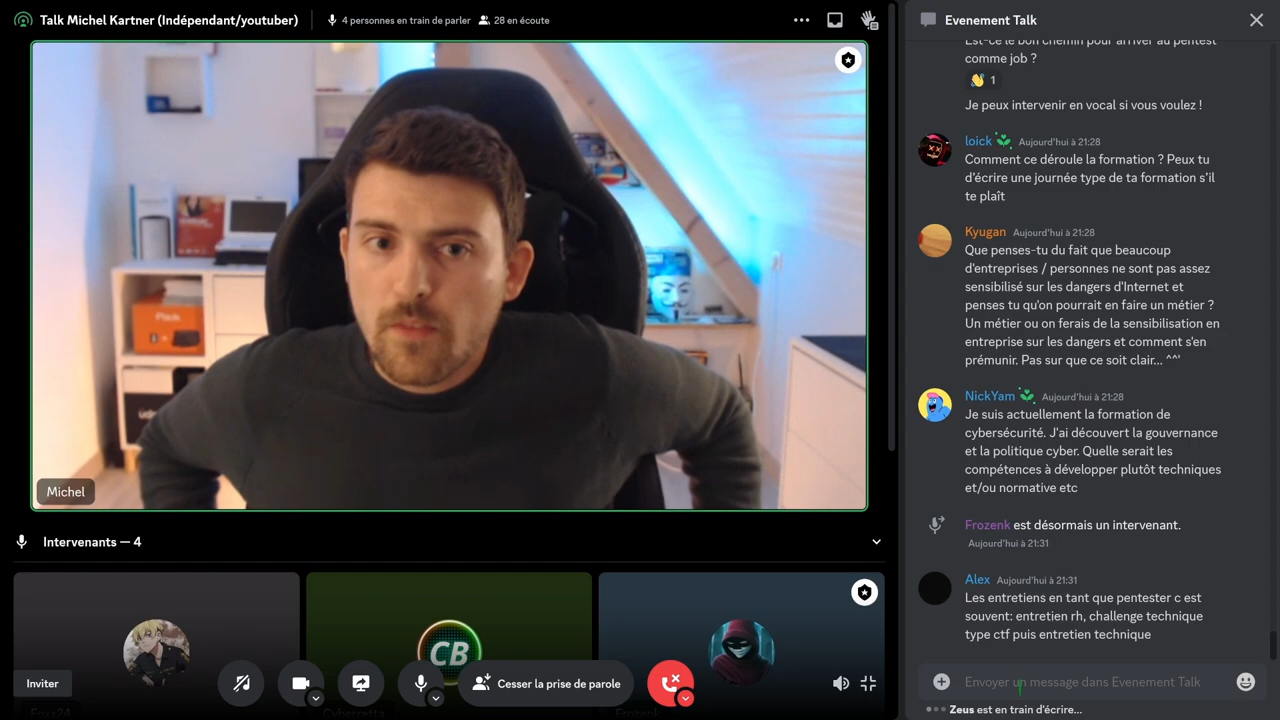 Talk Michel Kartner (Indépendant/youtuber)
4 personnes en train de parler
28 en écoute
Michel
Intervenants — 4
CB
Inviter
Cesser la prise de parole
Evenement Talk
Est-ce le bon chemin pour arriver au pentest
comme job ?
👋 1
Je peux intervenir en vocal si vous voulez !
loick Aujourd'hui à 21:28
Comment ce déroule la formation ? Peux tu
d'écrire une journée type de ta formation s'il
te plaît
Kyugan Aujourd'hui à 21:28
Que penses-tu du fait que beaucoup
d'entreprises / personnes ne sont pas assez
sensibilisé sur les dangers d'Internet et
penses tu qu'on pourrait en faire un métier ?
Un métier ou on ferais de la sensibilisation en
entreprise sur les dangers et comment s'en
prémunir. Pas sur que ce soit clair... ^^'
NickYam Aujourd'hui à 21:28
Je suis actuellement la formation de
cybersécurité. J'ai découvert la gouvernance
et la politique cyber. Quelle serait les
compétences à développer plutôt techniques
et/ou normative etc
Frozenk est désormais un intervenant.
Aujourd'hui à 21:31
Alex Aujourd'hui à 21:31
Les entretiens en tant que pentester c est
souvent: entretien rh, challenge technique
type ctf puis entretien technique
Envoyer un message dans Evenement Talk
Zeus est en train d'écrire...